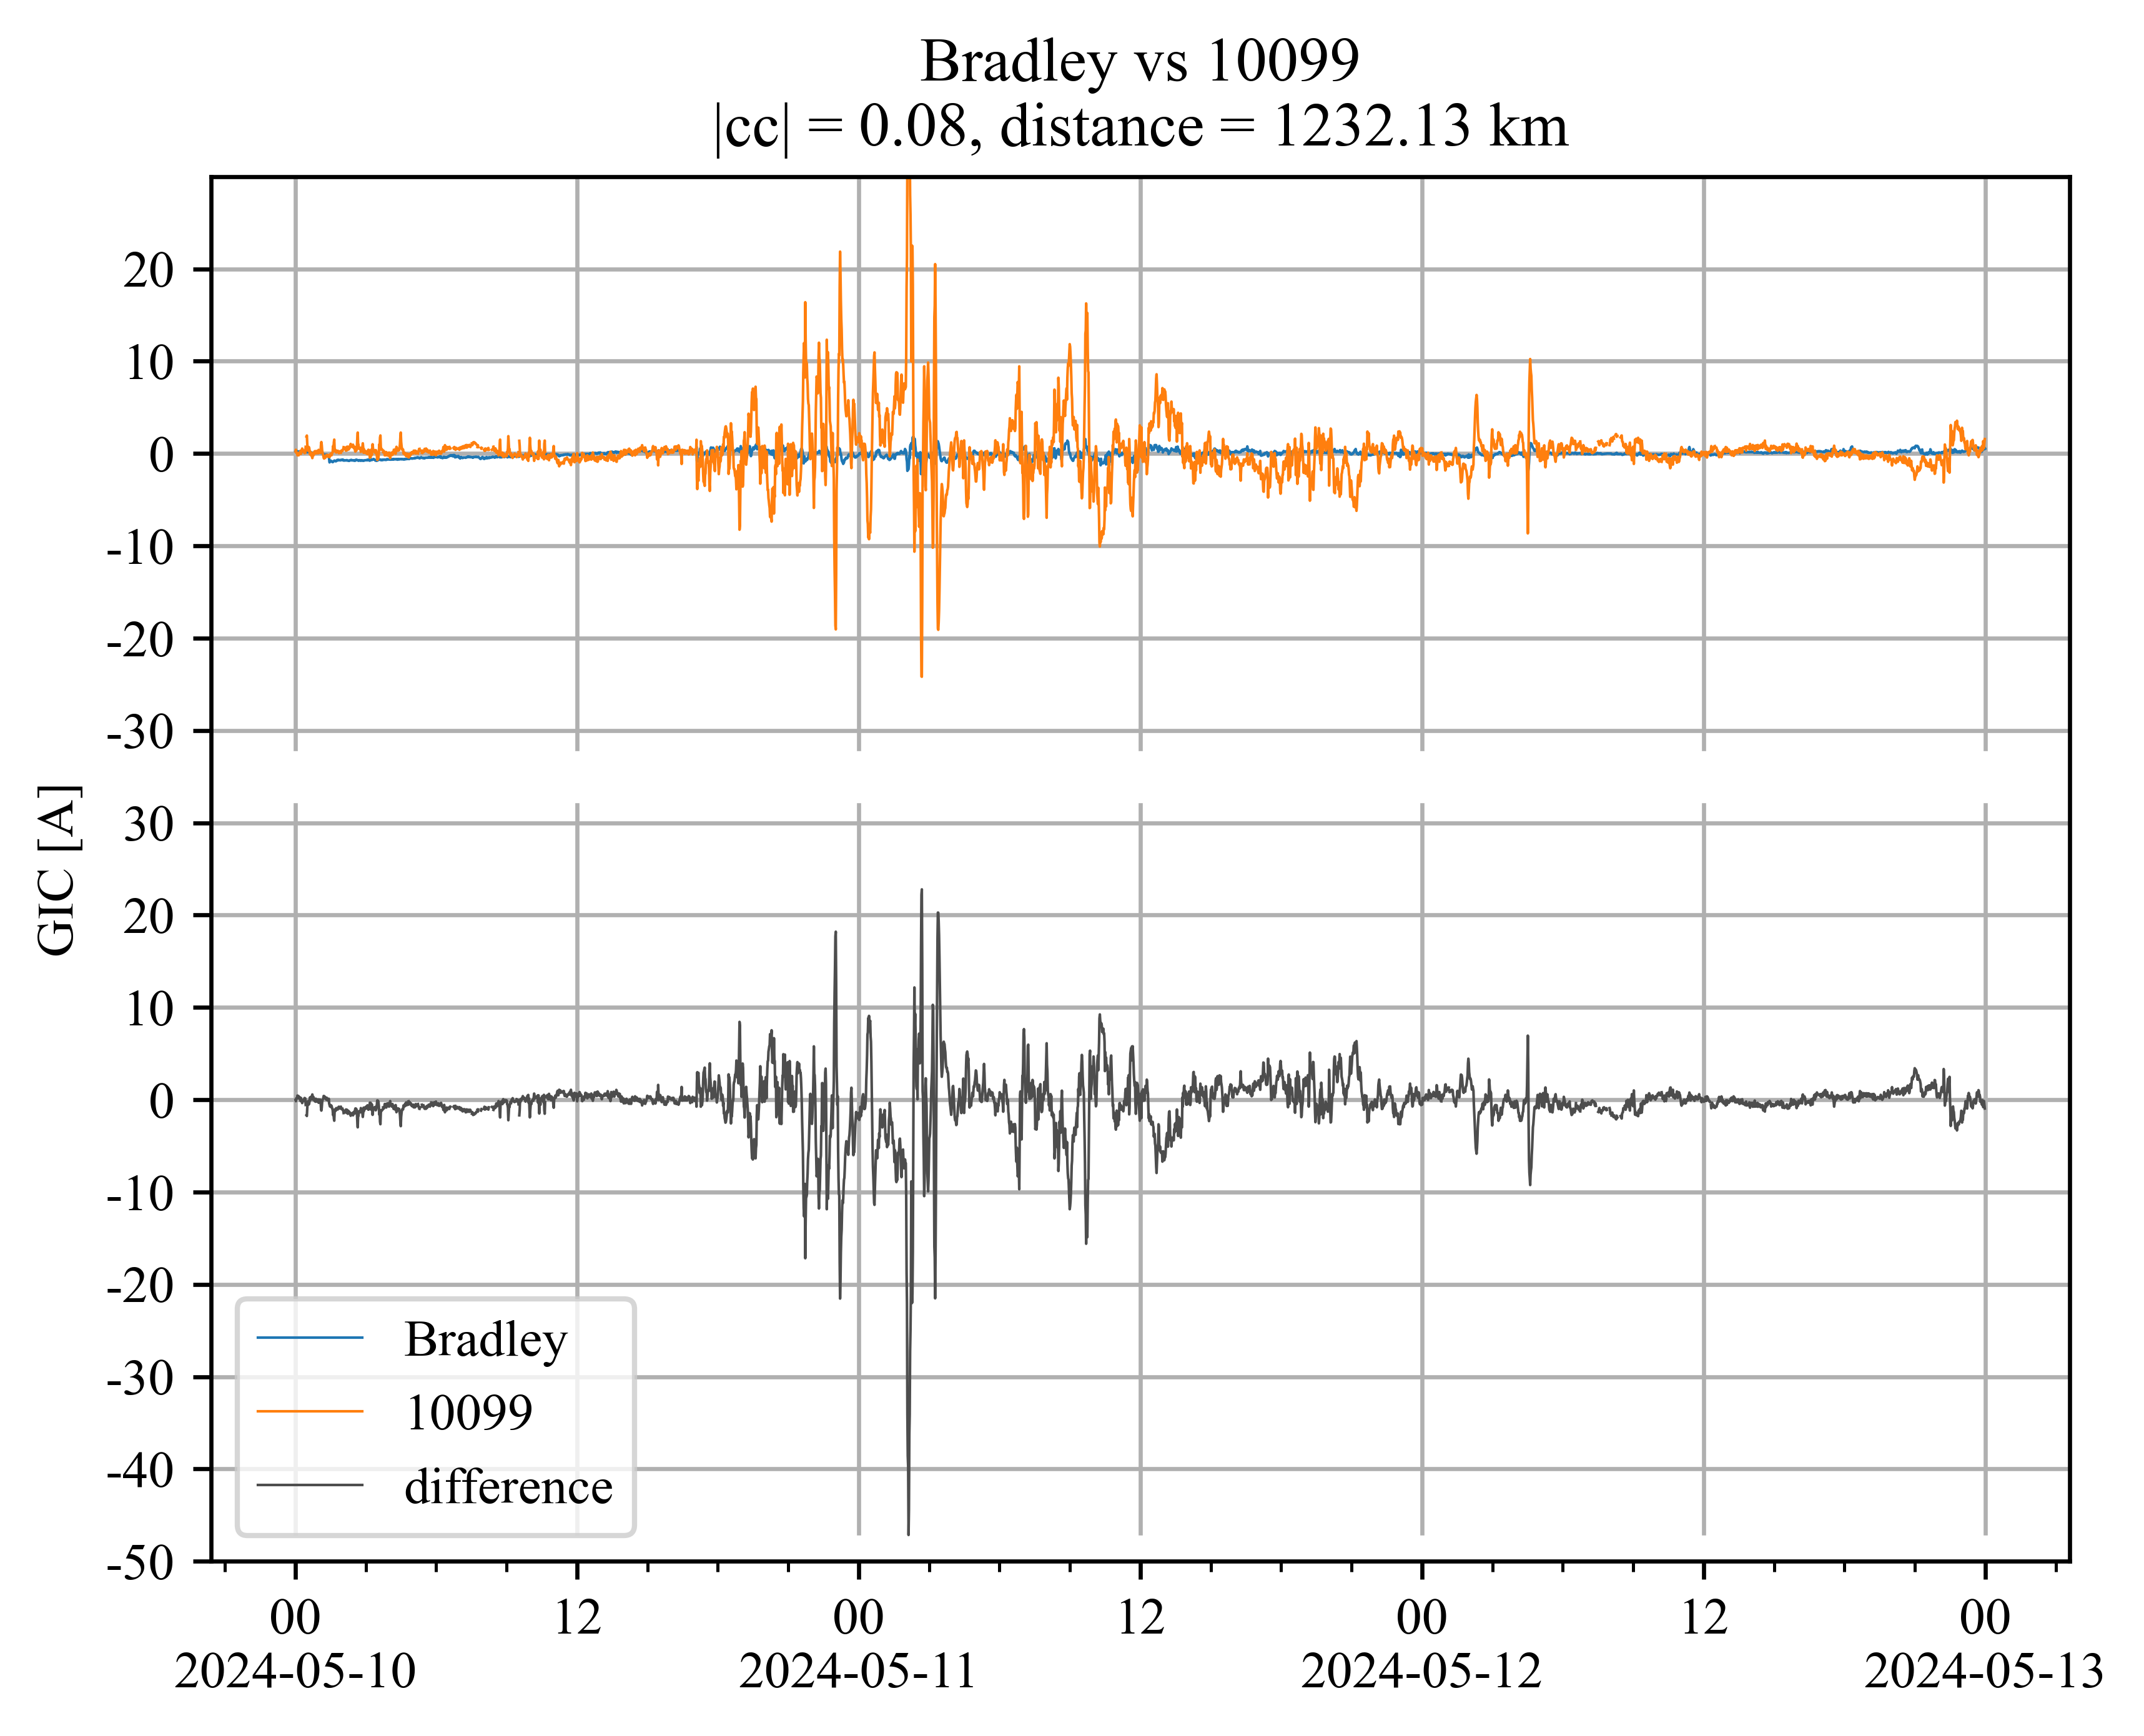 Bradley vs 10099
|cc| = 0.08, distance = 1232.13 km
GIC [A]
20
10
0
-10
-20
-30
30
20
10
0
-10
-20
-30
-40
-50
Bradley
10099
difference
00 12 00 12 00 12 00
2024-05-10 2024-05-11 2024-05-12 2024-05-13